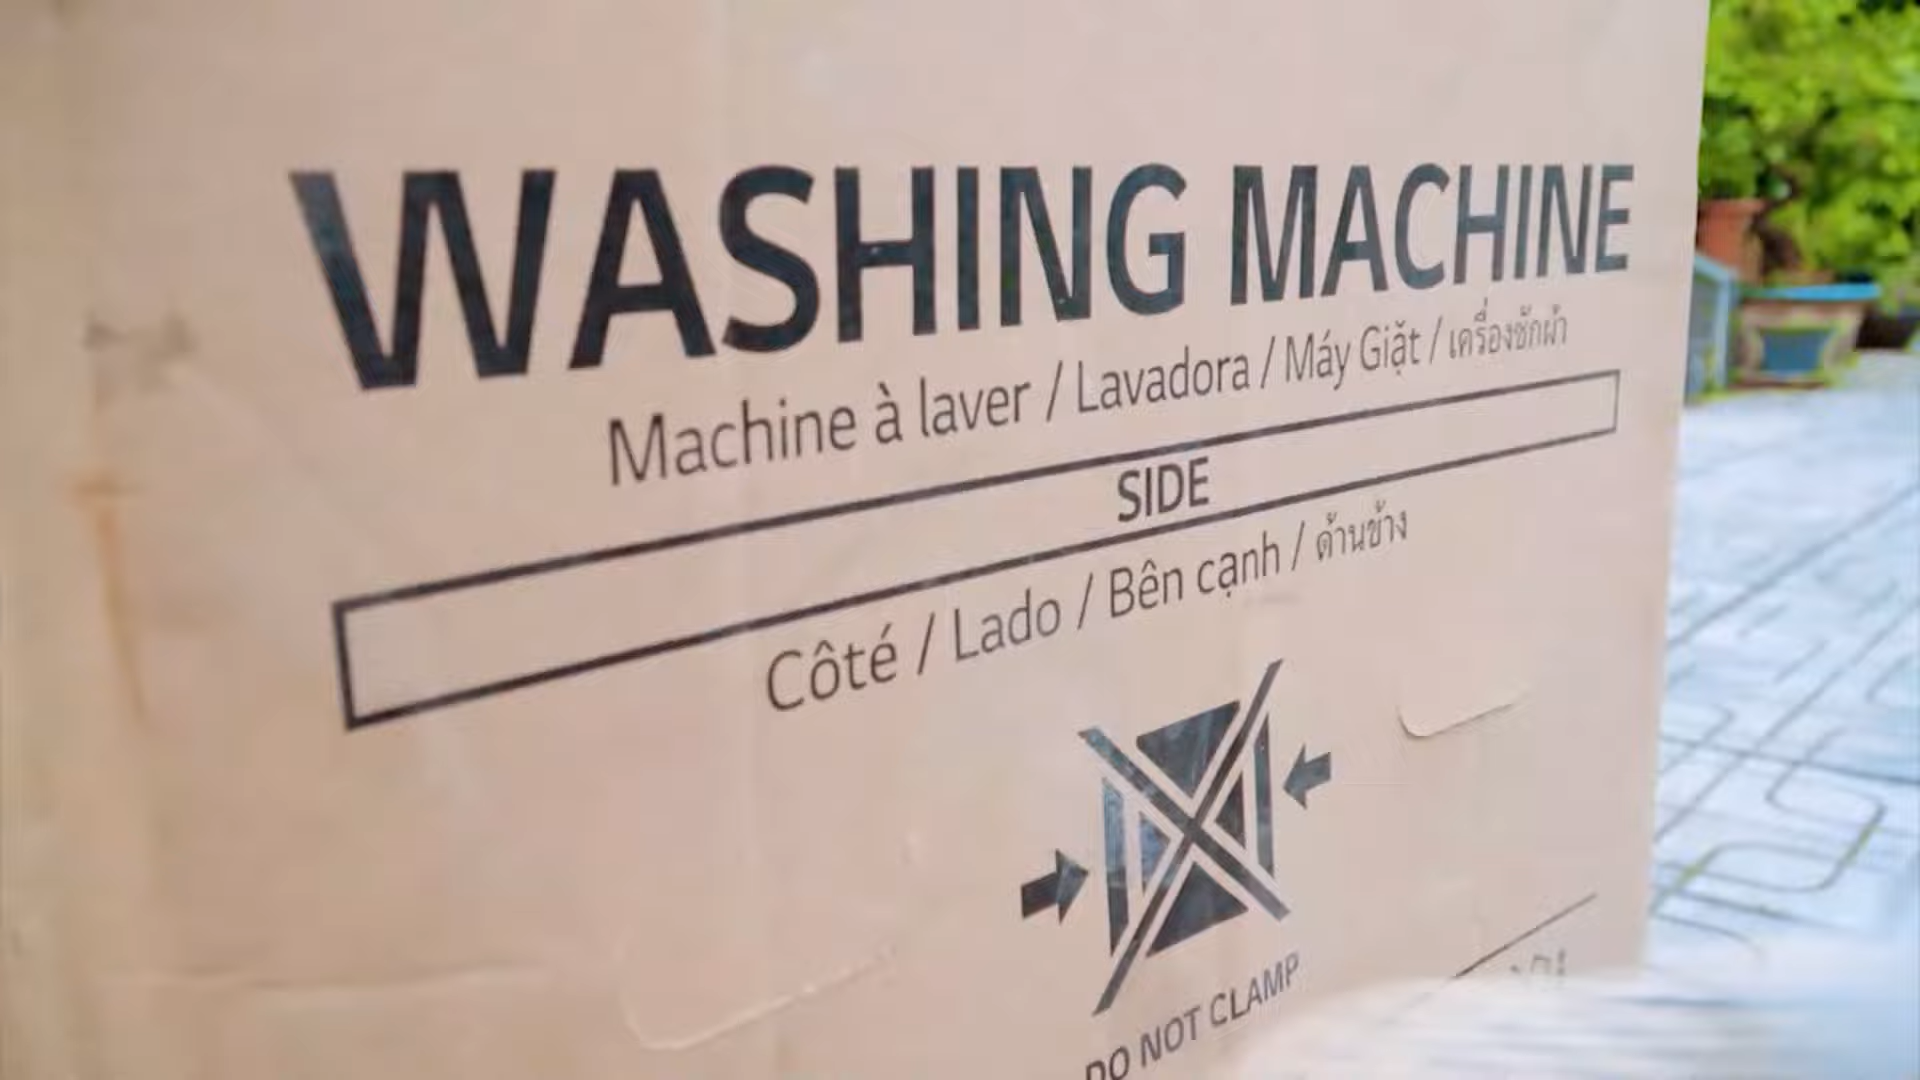 WASHING MACHINE
Machine à laver / Lavadora / Máy Giặt / เครื่องซักผ้า
SIDE
Côté / Lado / Bên cạnh / ด้านข้าง
DO NOT CLAMP